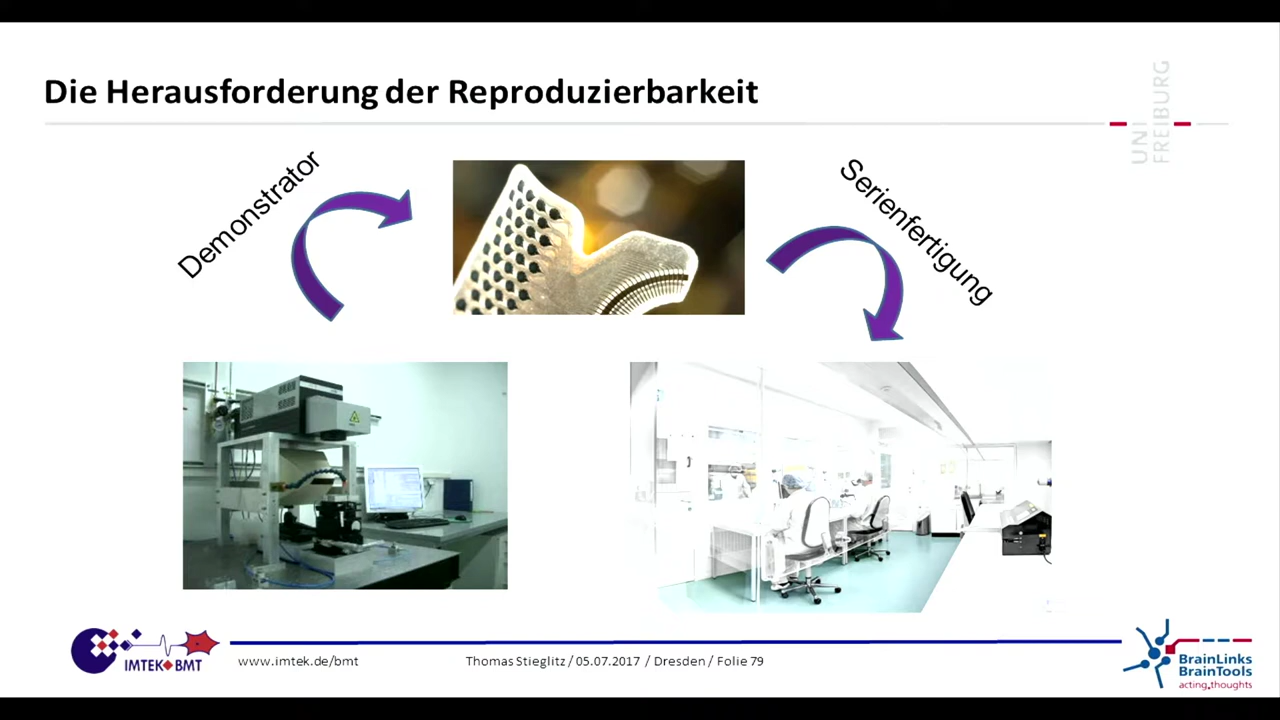 Die Herausforderung der Reproduzierbarkeit
UNI
FREIBURG
Demonstrator
Serienfertigung
IMTEK BMT
www.imtek.de/bmt
Thomas Stieglitz / 05.07.2017 / Dresden / Folie 79
BrainLinks
BrainTools
acting.thoughts